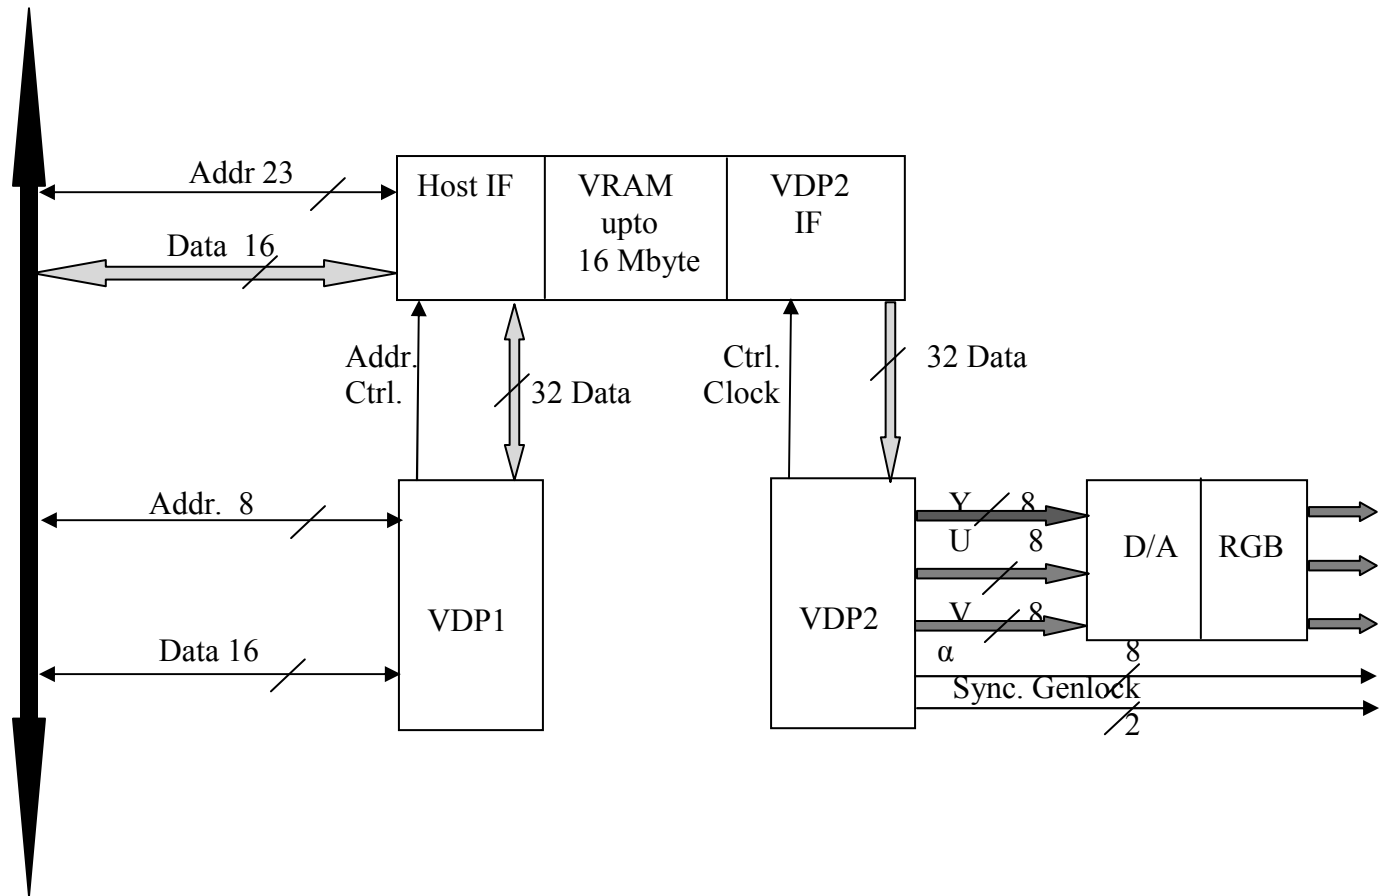 Addr 23
Host IF
VRAM
upto
16 Mbyte
VDP2
IF
Data 16
Addr.
Ctrl.
32 Data
Ctrl.
Clock
32 Data
Addr. 8
Data 16
VDP1
VDP2
Y 8
U 8
V 8
α 8
Sync. Genlock
2
D/A
RGB